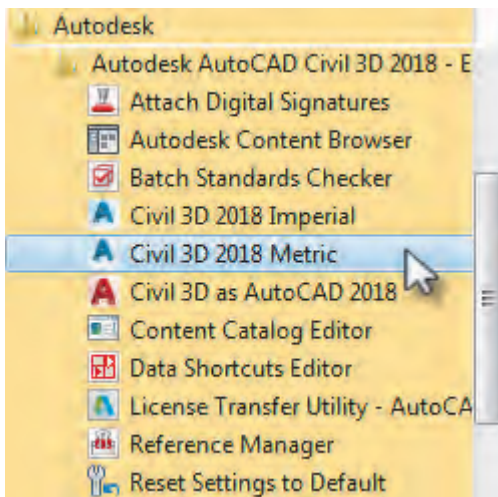 Autodesk
Autodesk AutoCAD Civil 3D 2018 - E
Attach Digital Signatures
Autodesk Content Browser
Batch Standards Checker
Civil 3D 2018 Imperial
Civil 3D 2018 Metric
Civil 3D as AutoCAD 2018
Content Catalog Editor
Data Shortcuts Editor
License Transfer Utility - AutoCA
Reference Manager
Reset Settings to Default